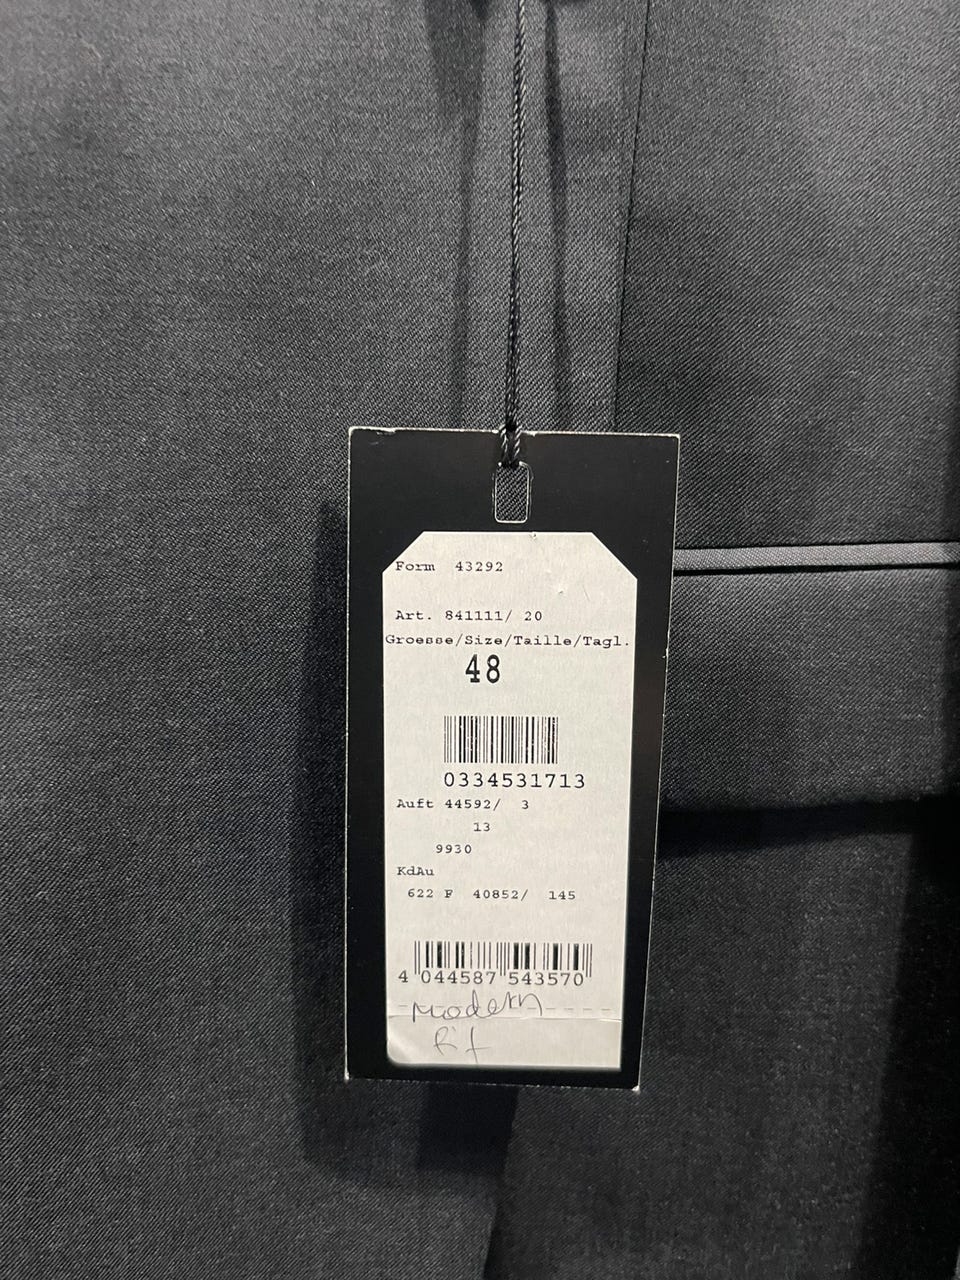 Form 43292
Art. 841111/ 20
Groesse/Size/Taille/Tagl.
48
0334531713
Auft 44592/ 3
13
9930
KdAu
622 F 40852/ 145
4 044587 543570
Modern
Fit